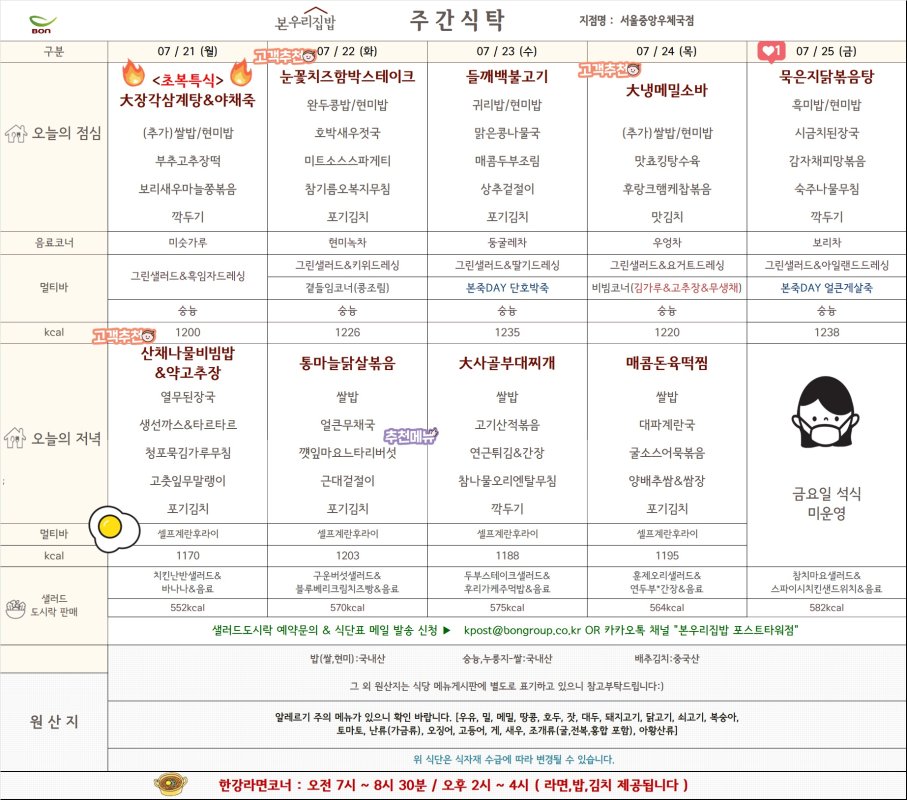 BON
본우리집밥
주간식탁
지점명 : 서울중앙우체국점
구분
07 / 21 (월)
고객추천
07 / 22 (화)
07 / 23 (수)
07 / 24 (목)
1
07 / 25 (금)
오늘의 점심
<초복특식>
大장각삼계탕&야채죽
(추가)쌀밥/현미밥
부추고추장떡
보리새우마늘쫑볶음
깍두기
눈꽃치즈함박스테이크
완두콩밥/현미밥
호박새우젓국
미트소스스파게티
참기름오복지무침
포기김치
들깨백불고기
귀리밥/현미밥
맑은콩나물국
매콤두부조림
상추겉절이
포기김치
고객추천
大냉메밀소바
(추가)쌀밥/현미밥
맛쵸킹탕수육
후랑크햄케찹볶음
맛김치
묵은지닭볶음탕
흑미밥/현미밥
시금치된장국
감자채피망볶음
숙주나물무침
깍두기
음료코너
미숫가루
현미녹차
둥굴레차
우엉차
보리차
멀티바
그린샐러드&흑임자드레싱
그린샐러드&키위드레싱
곁들임코너(콩조림)
그린샐러드&딸기드레싱
본죽DAY 단호박죽
그린샐러드&요거트드레싱
비빔코너(김가루&고추장&무생채)
그린샐러드&아일랜드드레싱
본죽DAY 얼큰게살죽
숭늉
숭늉
숭늉
숭늉
숭늉
kcal
1200
1226
1235
1220
1238
오늘의 저녁
고객추천
산채나물비빔밥
&약고추장
열무된장국
생선까스&타르타르
청포묵김가루무침
고춧잎무말랭이
포기김치
통마늘닭살볶음
쌀밥
얼큰무채국
추천메뉴
깻잎마요느타리버섯
근대겉절이
포기김치
大사골부대찌개
쌀밥
고기산적볶음
연근튀김&간장
참나물오리엔탈무침
깍두기
매콤돈육떡찜
쌀밥
대파계란국
굴소스어묵볶음
양배추쌈&쌈장
포기김치
금요일 석식
미운영
멀티바
셀프계란후라이
셀프계란후라이
셀프계란후라이
셀프계란후라이
kcal
1170
1203
1188
1195
샐러드
도시락 판매
치킨난반샐러드&
바나나&음료
구운버섯샐러드&
블루베리크림치즈빵&음료
두부스테이크샐러드&
후리가케주먹밥&음료
훈제오리샐러드&
연두부*간장&음료
참치마요샐러드&
스파이시치킨샌드위치&음료
552kcal
570kcal
575kcal
564kcal
582kcal
샐러드도시락 예약문의 & 식단표 메일 발송 신청 ▶ kpost@bongroup.co,kr OR 카카오톡 채널 "본우리집밥 포스트타워점"
원산지
밥(쌀,현미):국내산
숭늉,누룽지-쌀:국내산
배추김치:중국산
그 외 원산지는 식당 메뉴게시판에 별도로 표기하고 있으니 참고부탁드립니다:)
알레르기 주의 메뉴가 있으니 확인 바랍니다. [우유, 밀, 메밀, 땅콩, 호두, 잣, 대두, 돼지고기, 닭고기, 쇠고기, 복숭아,
토마토, 난류(가금류), 오징어, 고등어, 게, 새우, 조개류(굴,전복,홍합 포함), 아황산류]
위 식단은 식자재 수급에 따라 변경될 수 있습니다.
한강라면코너 : 오전 7시 ~ 8시 30분 / 오후 2시 ~ 4시 ( 라면,밥,김치 제공됩니다 )